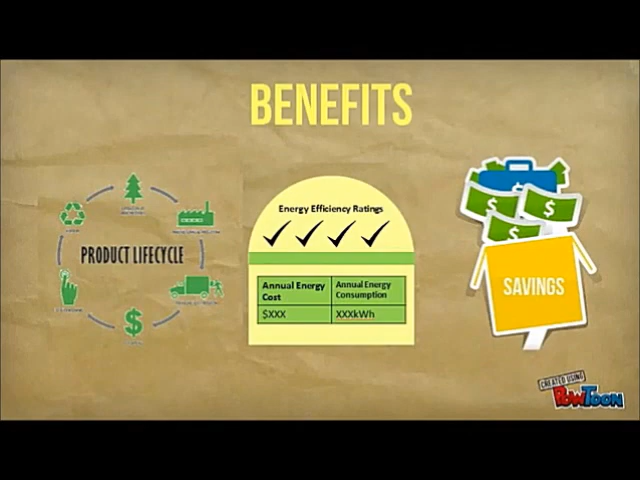 BENEFITS
PRODUCT LIFECYCLE
Energy Efficiency Ratings
Annual Energy Cost
Annual Energy Consumption
$XXX
XXXkWh
$
$
$
$
$
SAVINGS
CREATED USING
POWTOON